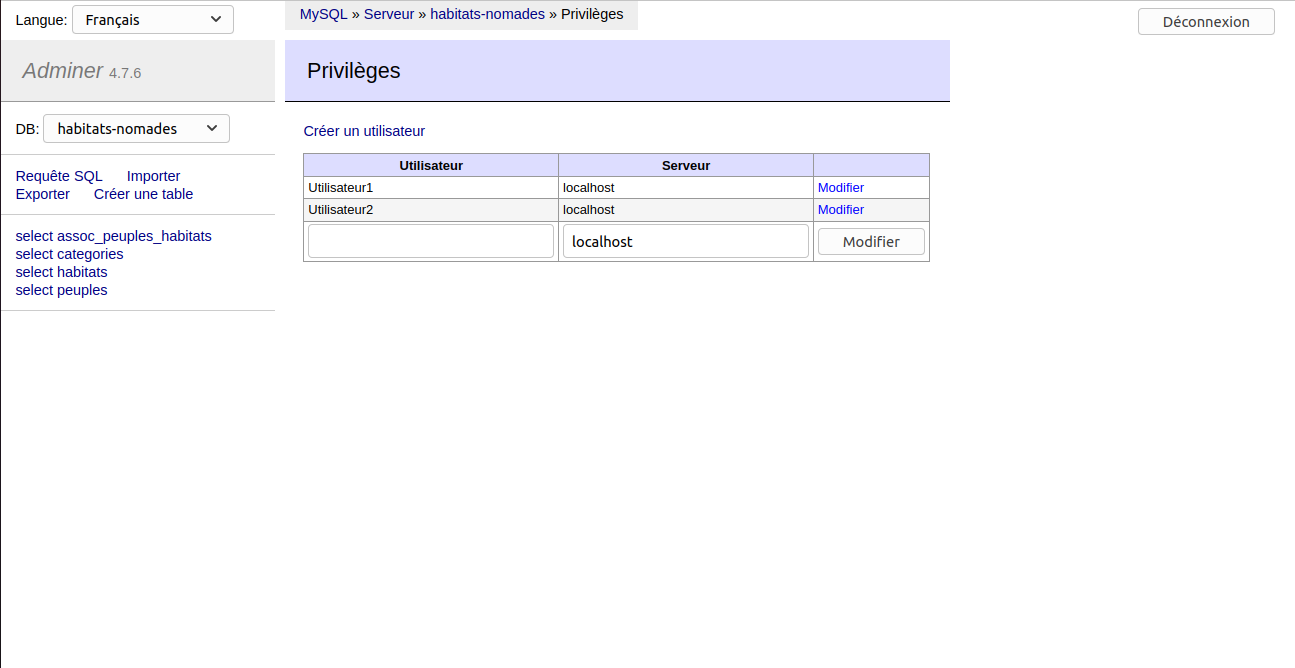 Langue: Français
MySQL » Serveur » habitats-nomades » Privilèges
Déconnexion
Adminer 4.7.6
Privilèges
DB: habitats-nomades
Requête SQL Importer
Exporter Créer une table
select assoc_peuples_habitats
select categories
select habitats
select peuples
Créer un utilisateur
Utilisateur Serveur
Utilisateur1 localhost Modifier
Utilisateur2 localhost Modifier
localhost Modifier